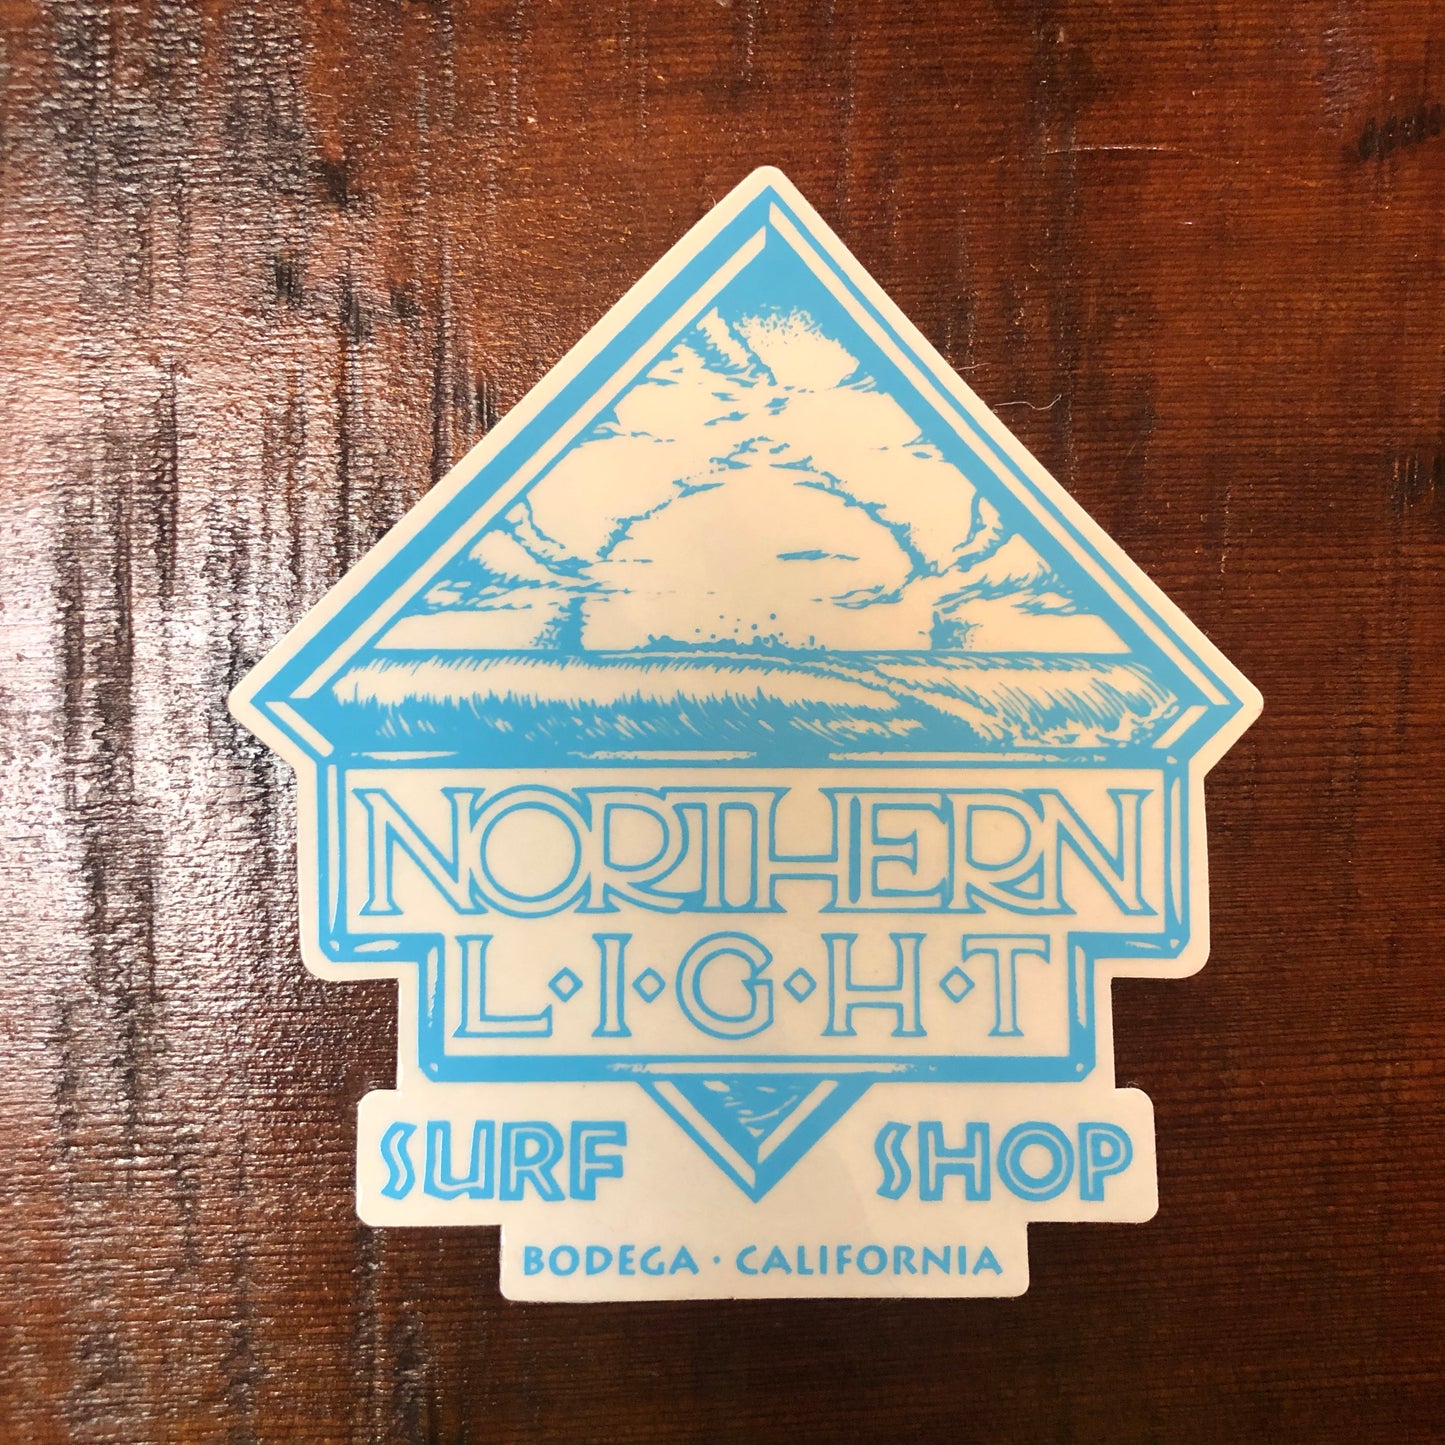 NORTHERN
L·I·G·H·T
SURF SHOP
BODEGA · CALIFORNIA